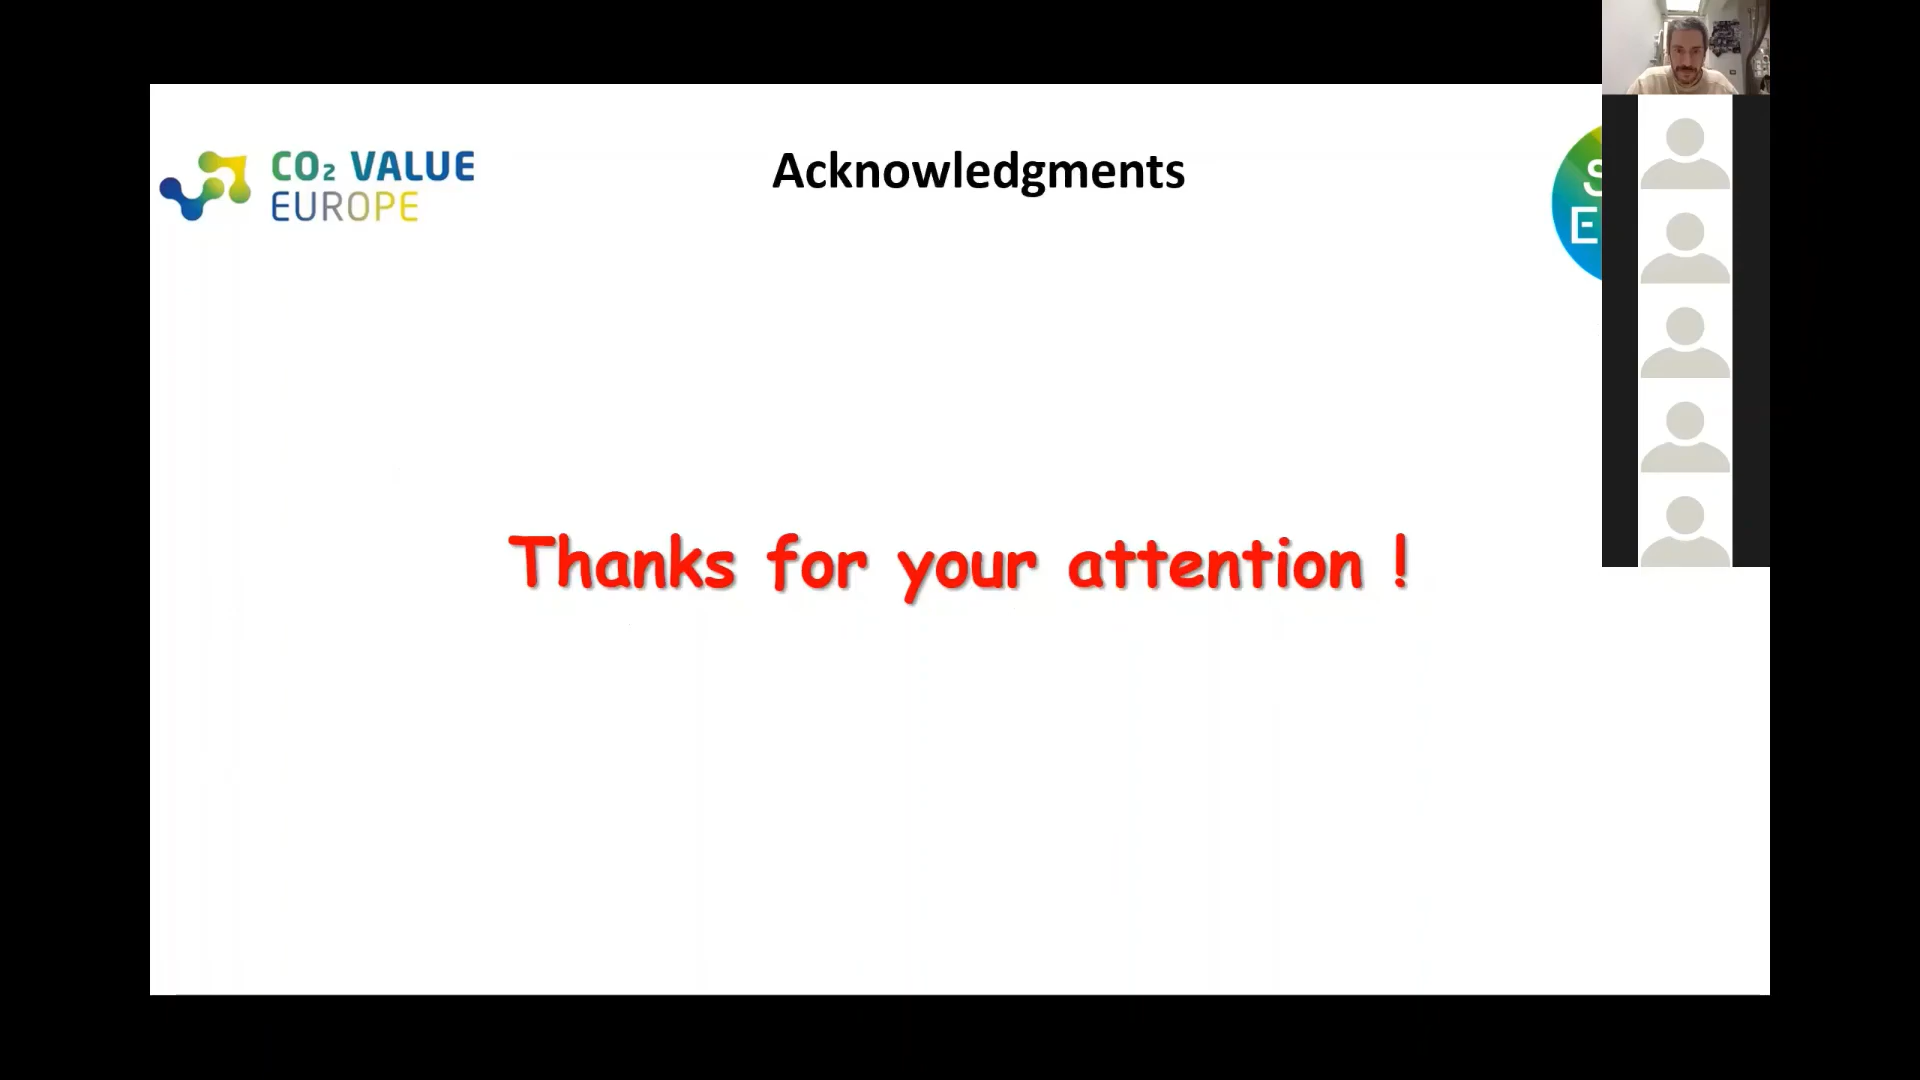 CO₂ VALUE
EUROPE
Acknowledgments
Thanks for your attention !